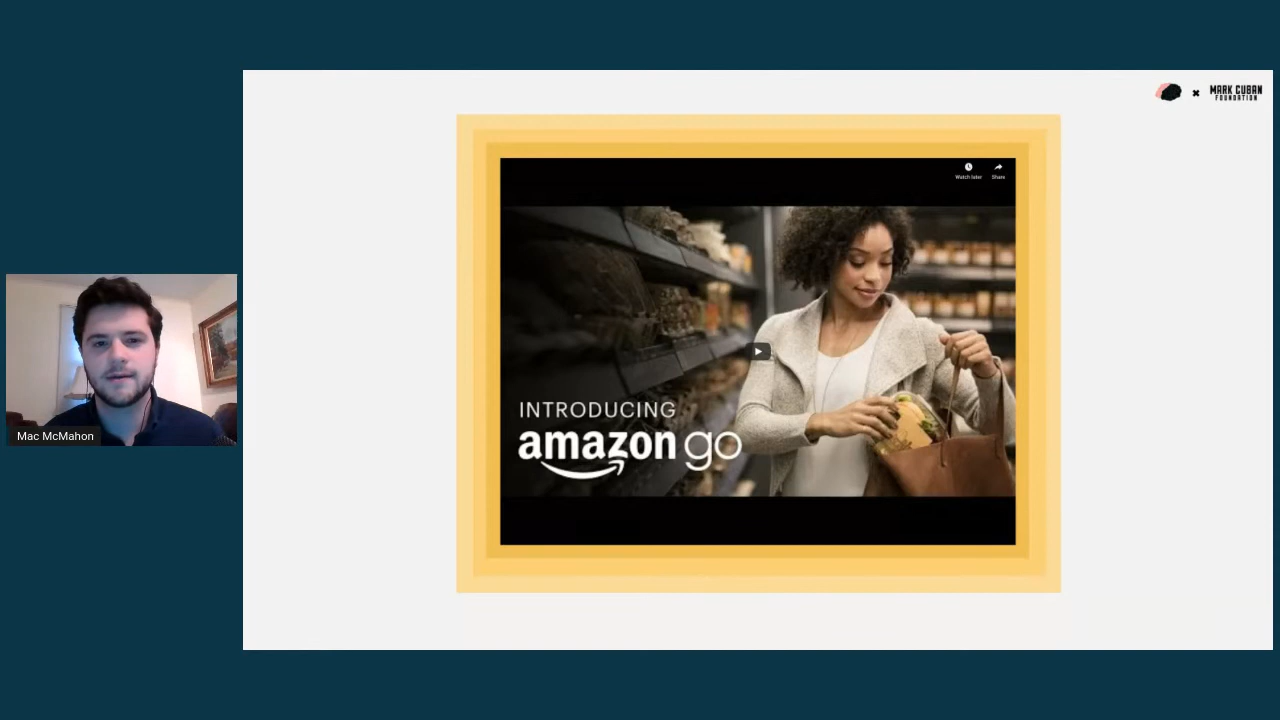 MARK CUBAN
FOUNDATION
Watch later
Share
INTRODUCING
amazon go
Mac McMahon